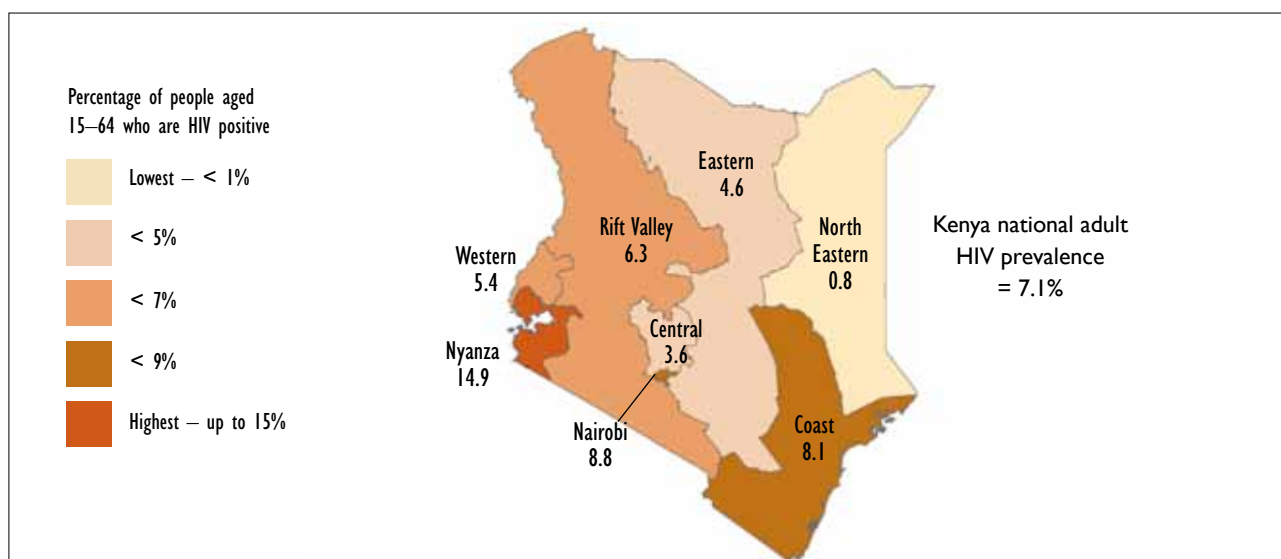 Percentage of people aged
15–64 who are HIV positive
Lowest – < 1%
< 5%
< 7%
< 9%
Highest – up to 15%
Eastern
4.6
Rift Valley
6.3
North
Eastern
0.8
Western
5.4
Central
3.6
Nyanza
14.9
Nairobi
8.8
Coast
8.1
Kenya national adult
HIV prevalence
= 7.1%